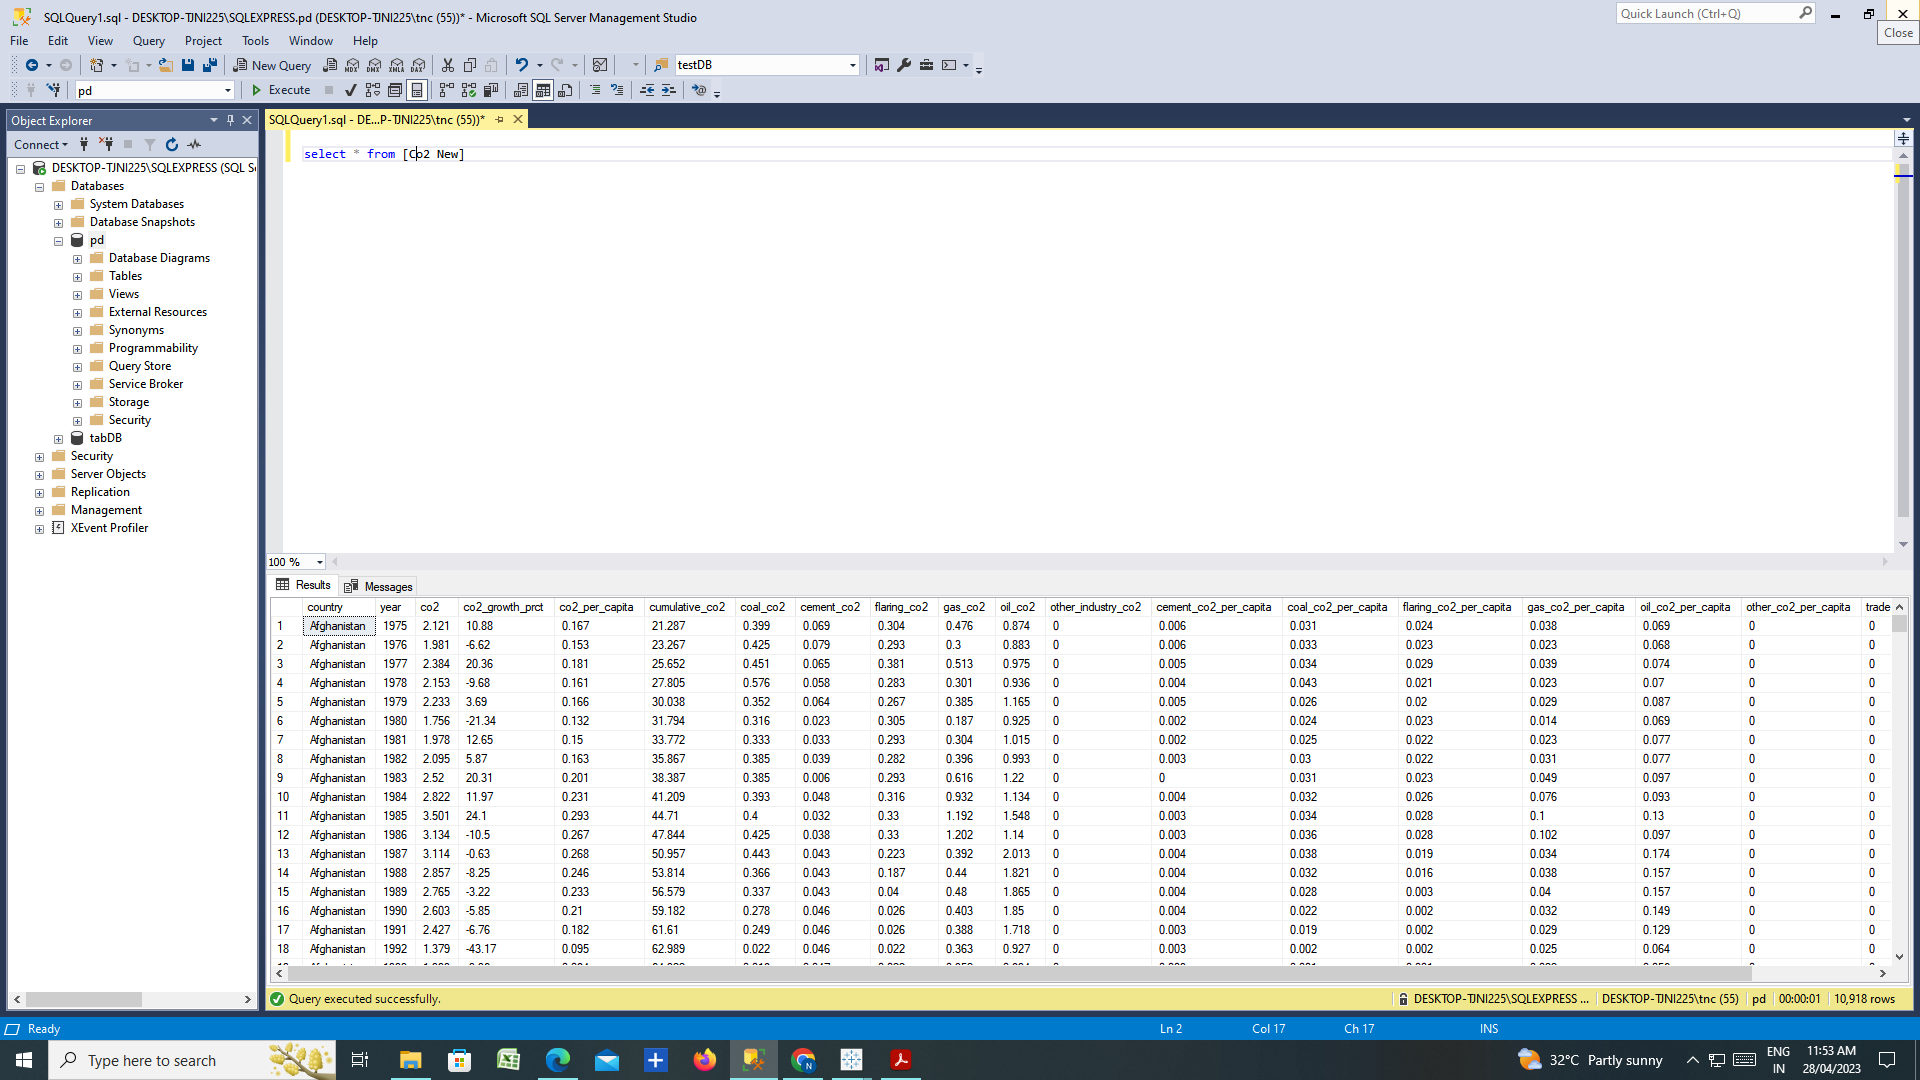 SQLQuery1.sql - DESKTOP-TJNI225\SQLEXPRESS.pd (DESKTOP-TJNI225\tnc (55))* - Microsoft SQL Server Management Studio
Quick Launch (Ctrl+Q)
Close
File Edit View Query Project Tools Window Help
New Query MDX DMX XMLA DAX testDB
pd Execute
Object Explorer
SQLQuery1.sql - DE...P-TJNI225\tnc (55))*
Connect
select * from [Co2 New]
DESKTOP-TJNI225\SQLEXPRESS (SQL S
Databases
System Databases
Database Snapshots
pd
Database Diagrams
Tables
Views
External Resources
Synonyms
Programmability
Query Store
Service Broker
Storage
Security
tabDB
Security
Server Objects
Replication
Management
XEvent Profiler
100 %
Results Messages
country year co2 co2_growth_prct co2_per_capita cumulative_co2 coal_co2 cement_co2 flaring_co2 gas_co2 oil_co2 other_industry_co2 cement_co2_per_capita coal_co2_per_capita flaring_co2_per_capita gas_co2_per_capita oil_co2_per_capita other_co2_per_capita trade
1 Afghanistan 1975 2.121 10.88 0.167 21.287 0.399 0.069 0.304 0.476 0.874 0 0.006 0.031 0.024 0.038 0.069 0 0
2 Afghanistan 1976 1.981 -6.62 0.153 23.267 0.425 0.079 0.293 0.3 0.883 0 0.006 0.033 0.023 0.023 0.068 0 0
3 Afghanistan 1977 2.384 20.36 0.181 25.652 0.451 0.065 0.381 0.513 0.975 0 0.005 0.034 0.029 0.039 0.074 0 0
4 Afghanistan 1978 2.153 -9.68 0.161 27.805 0.576 0.058 0.283 0.301 0.936 0 0.004 0.043 0.021 0.023 0.07 0 0
5 Afghanistan 1979 2.233 3.69 0.166 30.038 0.352 0.064 0.267 0.385 1.165 0 0.005 0.026 0.02 0.029 0.087 0 0
6 Afghanistan 1980 1.756 -21.34 0.132 31.794 0.316 0.023 0.305 0.187 0.925 0 0.002 0.024 0.023 0.014 0.069 0 0
7 Afghanistan 1981 1.978 12.65 0.15 33.772 0.333 0.033 0.293 0.304 1.015 0 0.002 0.025 0.022 0.023 0.077 0 0
8 Afghanistan 1982 2.095 5.87 0.163 35.867 0.385 0.039 0.282 0.396 0.993 0 0.003 0.03 0.022 0.031 0.077 0 0
9 Afghanistan 1983 2.52 20.31 0.201 38.387 0.385 0.006 0.293 0.616 1.22 0 0 0.031 0.023 0.049 0.097 0 0
10 Afghanistan 1984 2.822 11.97 0.231 41.209 0.393 0.048 0.316 0.932 1.134 0 0.004 0.032 0.026 0.076 0.093 0 0
11 Afghanistan 1985 3.501 24.1 0.293 44.71 0.4 0.032 0.33 1.192 1.548 0 0.003 0.034 0.028 0.1 0.13 0 0
12 Afghanistan 1986 3.134 -10.5 0.267 47.844 0.425 0.038 0.33 1.202 1.14 0 0.003 0.036 0.028 0.102 0.097 0 0
13 Afghanistan 1987 3.114 -0.63 0.268 50.957 0.443 0.043 0.223 0.392 2.013 0 0.004 0.038 0.019 0.034 0.174 0 0
14 Afghanistan 1988 2.857 -8.25 0.246 53.814 0.366 0.043 0.187 0.44 1.821 0 0.004 0.032 0.016 0.038 0.157 0 0
15 Afghanistan 1989 2.765 -3.22 0.233 56.579 0.337 0.043 0.04 0.48 1.865 0 0.004 0.028 0.003 0.04 0.157 0 0
16 Afghanistan 1990 2.603 -5.85 0.21 59.182 0.278 0.046 0.026 0.403 1.85 0 0.004 0.022 0.002 0.032 0.149 0 0
17 Afghanistan 1991 2.427 -6.76 0.182 61.61 0.249 0.046 0.026 0.388 1.718 0 0.003 0.019 0.002 0.029 0.129 0 0
18 Afghanistan 1992 1.379 -43.17 0.095 62.989 0.022 0.046 0.022 0.363 0.927 0 0.003 0.002 0.002 0.025 0.064 0 0
Query executed successfully.
DESKTOP-TJNI225\SQLEXPRESS ... DESKTOP-TJNI225\tnc (55) pd 00:00:01 10,918 rows
Ready Ln 2 Col 17 Ch 17 INS
Type here to search
32°C Partly sunny
ENG
IN
11:53 AM
28/04/2023